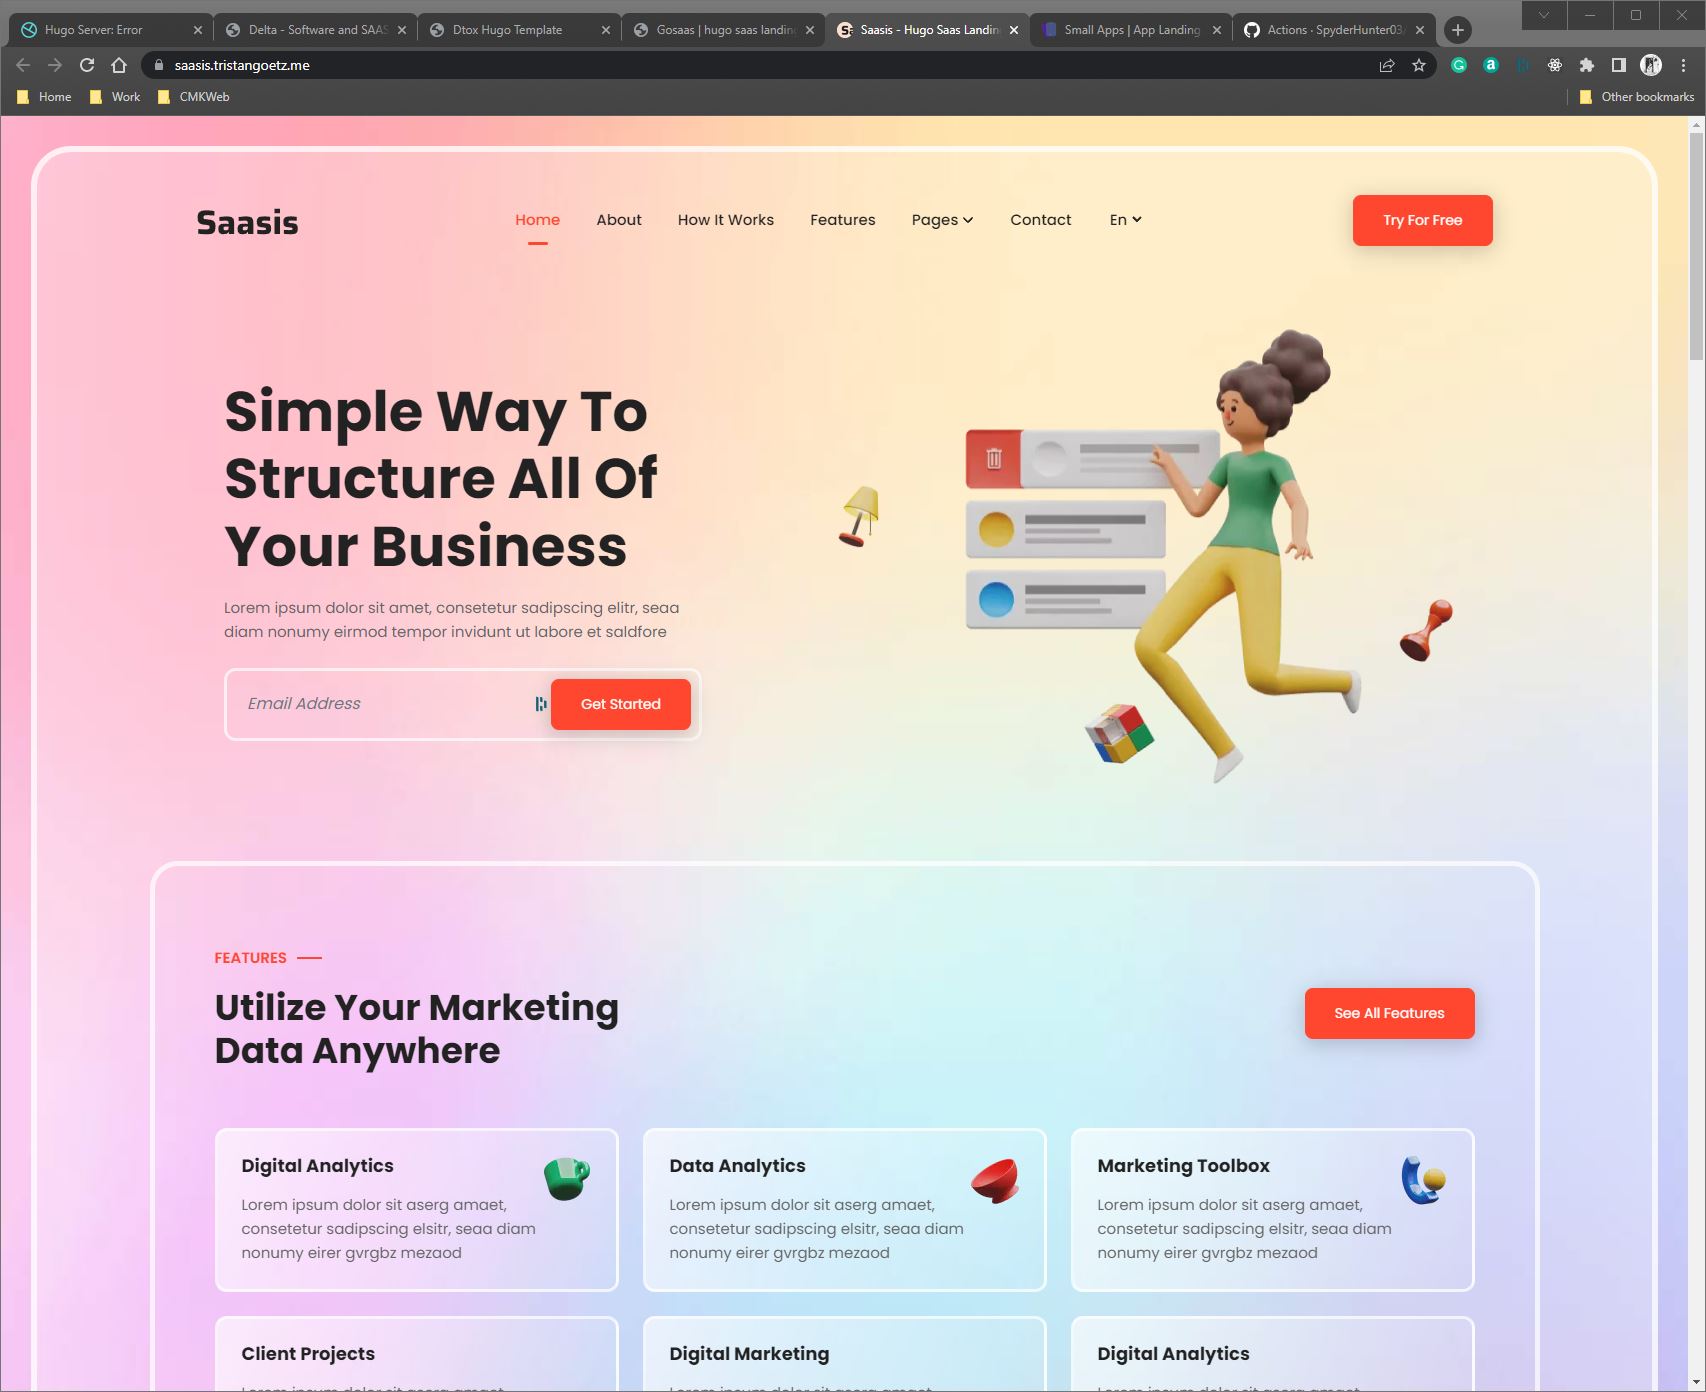 Hugo Server: Error
Delta - Software and SAAS
Dtox Hugo Template
Gosaas | hugo saas landing
Saasis - Hugo Saas Landin
Small Apps | App Landing
Actions · SpyderHunter03/
saasis.tristangoetz.me
Home
Work
CMKWeb
Other bookmarks
Saasis
Home
About
How It Works
Features
Pages
Contact
En
Try For Free
Simple Way To
Structure All Of
Your Business
Lorem ipsum dolor sit amet, consetetur sadipscing elitr, seaa
diam nonumy eirmod tempor invidunt ut labore et saldfore
Email Address
Get Started
FEATURES
Utilize Your Marketing
Data Anywhere
See All Features
Digital Analytics
Lorem ipsum dolor sit aserg amaet,
consetetur sadipscing elsitr, seaa diam
nonumy eirer gvrgbz mezaod
Data Analytics
Lorem ipsum dolor sit aserg amaet,
consetetur sadipscing elsitr, seaa diam
nonumy eirer gvrgbz mezaod
Marketing Toolbox
Lorem ipsum dolor sit aserg amaet,
consetetur sadipscing elsitr, seaa diam
nonumy eirer gvrgbz mezaod
Client Projects
Digital Marketing
Digital Analytics